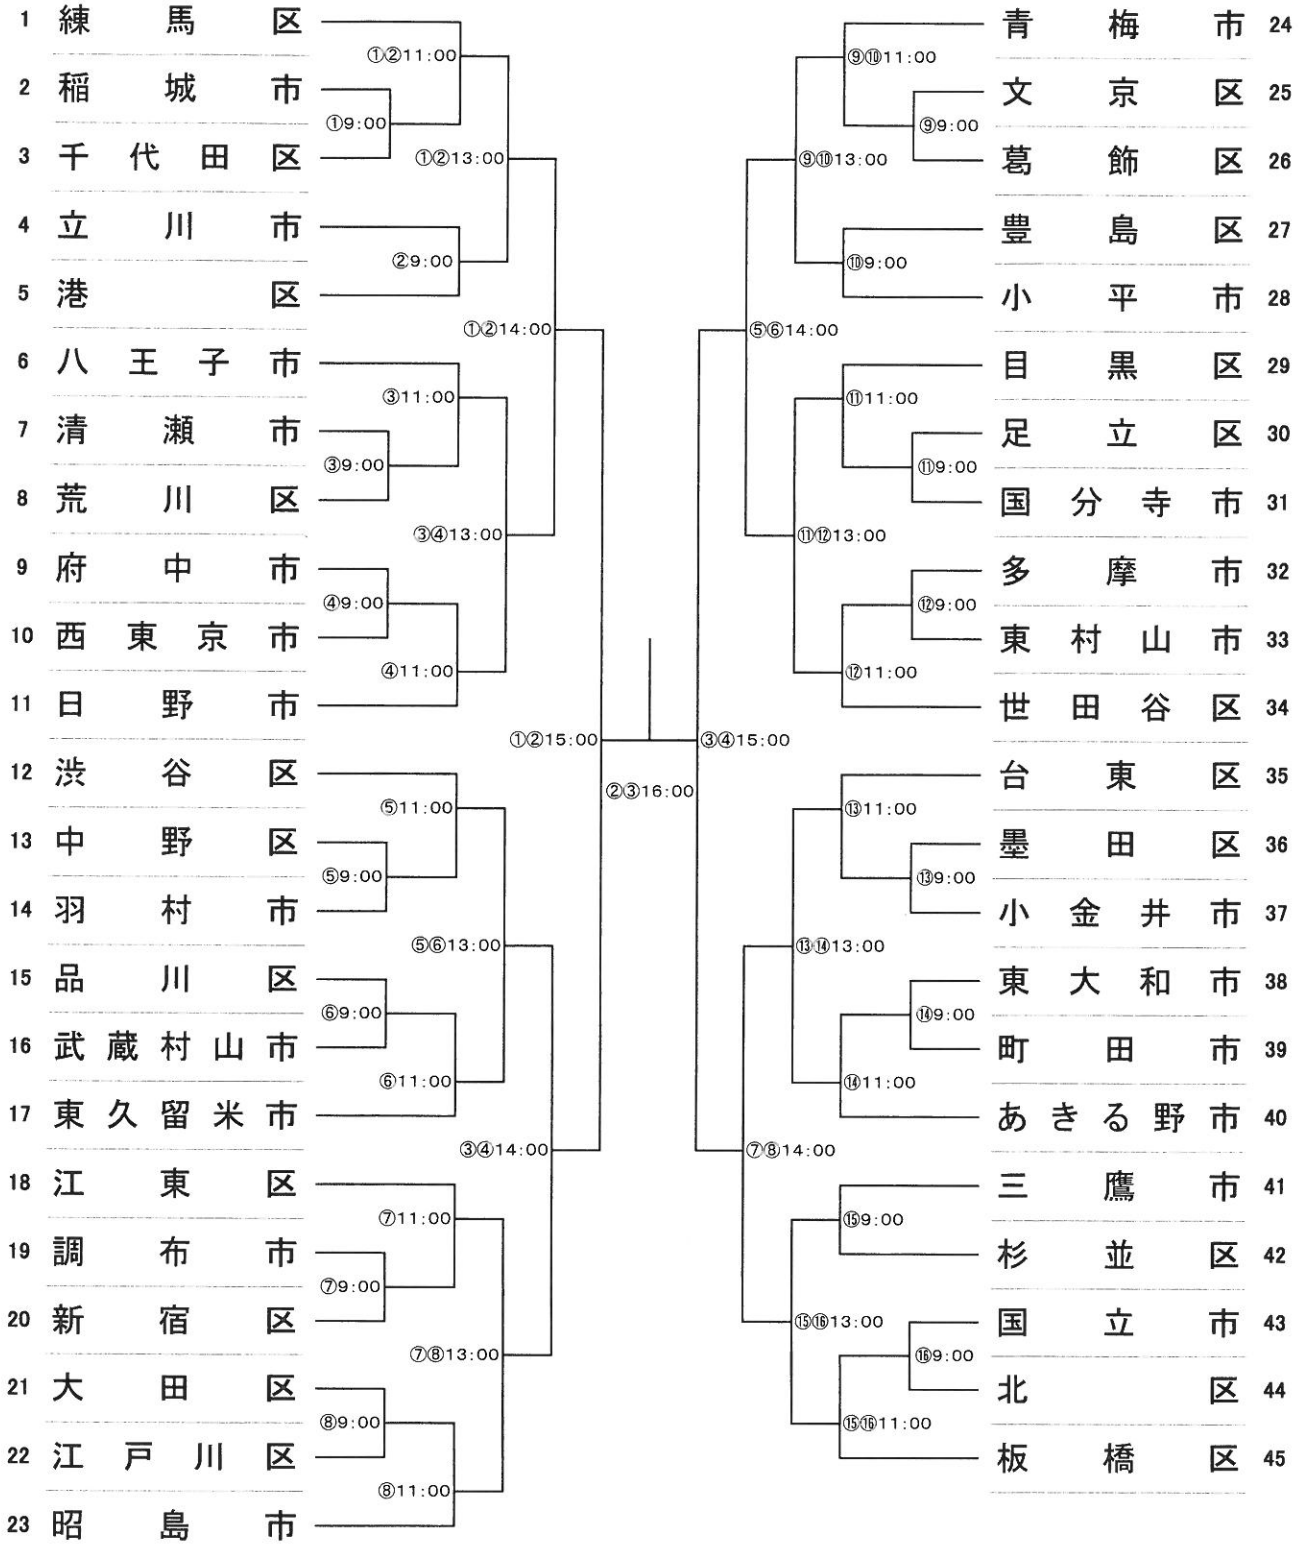 1 練馬区
①②11:00
2 稲城市
①9:00
3 千代田区
①②13:00
4 立川市
②9:00
5 港区
①②14:00
6 八王子市
③11:00
7 清瀬市
③9:00
8 荒川区
③④13:00
9 府中市
④9:00
10 西東京市
④11:00
11 日野市
①②15:00
12 渋谷区
⑤11:00
13 中野区
⑤9:00
14 羽村市
⑤⑥13:00
15 品川区
⑥9:00
16 武蔵村山市
⑥11:00
17 東久留米市
③④14:00
18 江東区
⑦11:00
19 調布市
⑦9:00
20 新宿区
⑦⑧13:00
21 大田区
⑧9:00
22 江戸川区
⑧11:00
23 昭島市
②③16:00
青梅市 24
⑨⑩11:00
文京区 25
⑨9:00
葛飾区 26
⑨⑩13:00
豊島区 27
⑩9:00
小平市 28
⑤⑥14:00
目黒区 29
⑪11:00
足立区 30
⑪9:00
国分寺市 31
⑪⑫13:00
多摩市 32
⑫9:00
東村山市 33
⑫11:00
世田谷区 34
③④15:00
台東区 35
⑬11:00
墨田区 36
⑬9:00
小金井市 37
⑬⑭13:00
東大和市 38
⑭9:00
町田市 39
⑭11:00
あきる野市 40
⑦⑧14:00
三鷹市 41
⑮9:00
杉並区 42
⑮⑯13:00
国立市 43
⑯9:00
北区 44
⑮⑯11:00
板橋区 45